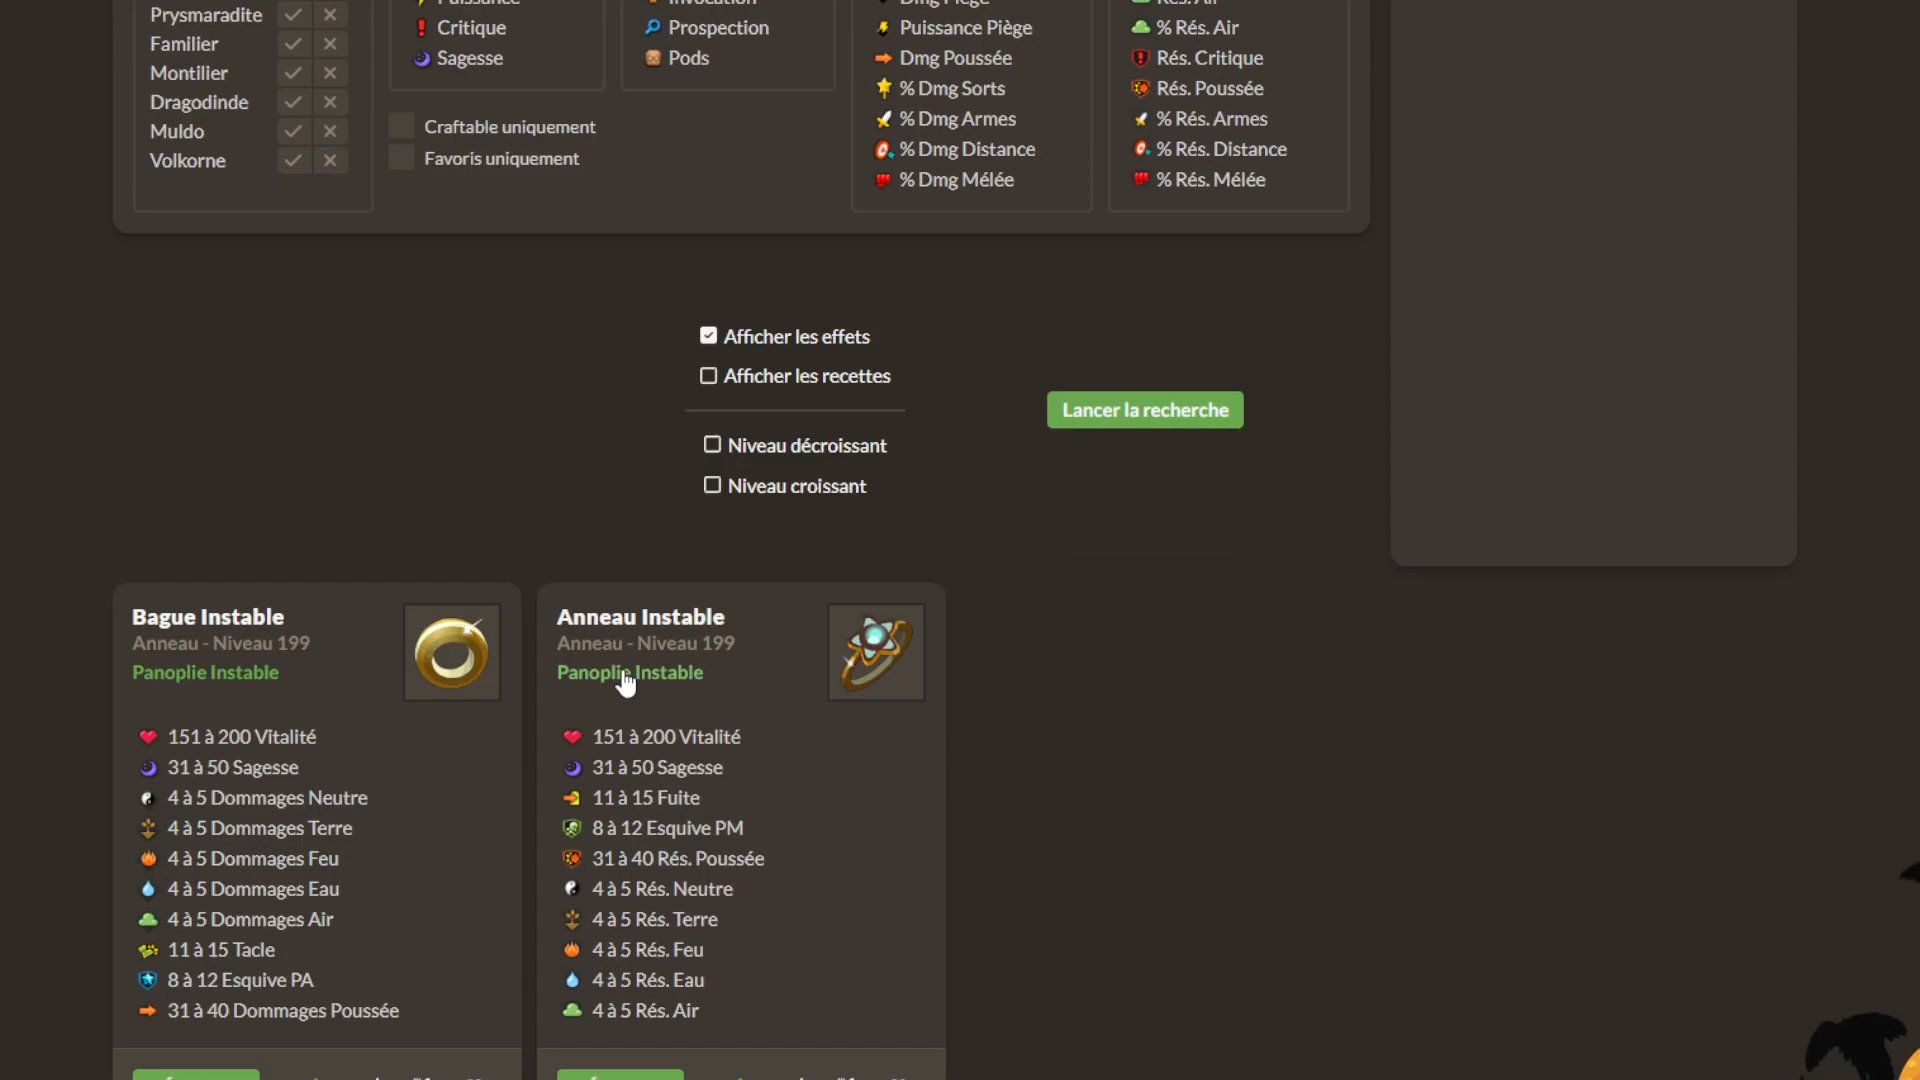 Prysmaradite
Familier
Montilier
Dragodinde
Muldo
Volkorne
Puissance
Critique
Sagesse
Craftable uniquement
Favoris uniquement
Invocation
Prospection
Pods
Dmg Piège
Puissance Piège
Dmg Poussée
% Dmg Sorts
% Dmg Armes
% Dmg Distance
% Dmg Mélée
Rés. Air
% Rés. Air
Rés. Critique
Rés. Poussée
% Rés. Armes
% Rés. Distance
% Rés. Mélée
Afficher les effets
Afficher les recettes
Niveau décroissant
Niveau croissant
Lancer la recherche
Bague Instable
Anneau - Niveau 199
Panoplie Instable
151 à 200 Vitalité
31 à 50 Sagesse
4 à 5 Dommages Neutre
4 à 5 Dommages Terre
4 à 5 Dommages Feu
4 à 5 Dommages Eau
4 à 5 Dommages Air
11 à 15 Tacle
8 à 12 Esquive PA
31 à 40 Dommages Poussée
Anneau Instable
Anneau - Niveau 199
Panoplie Instable
151 à 200 Vitalité
31 à 50 Sagesse
11 à 15 Fuite
8 à 12 Esquive PM
31 à 40 Rés. Poussée
4 à 5 Rés. Neutre
4 à 5 Rés. Terre
4 à 5 Rés. Feu
4 à 5 Rés. Eau
4 à 5 Rés. Air